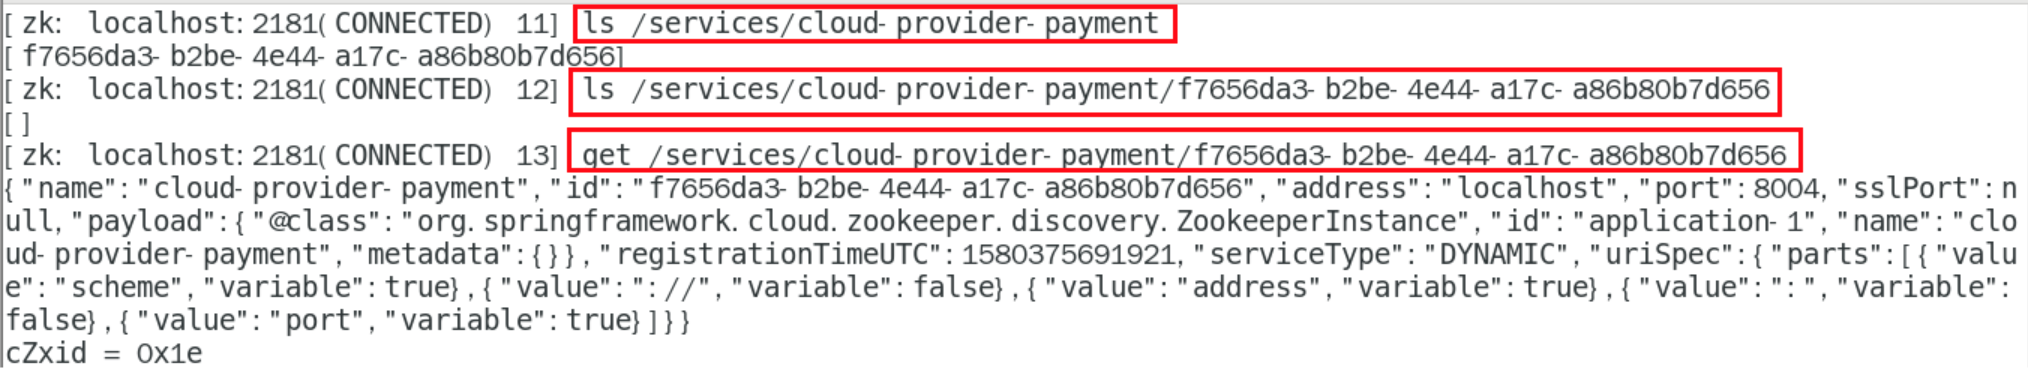 [zk: localhost:2181(CONNECTED) 11] ls /services/cloud-provider-payment
[f7656da3-b2be-4e44-a17c-a86b80b7d656]
[zk: localhost:2181(CONNECTED) 12] ls /services/cloud-provider-payment/f7656da3-b2be-4e44-a17c-a86b80b7d656
[]
[zk: localhost:2181(CONNECTED) 13] get /services/cloud-provider-payment/f7656da3-b2be-4e44-a17c-a86b80b7d656
{"name":"cloud-provider-payment","id":"f7656da3-b2be-4e44-a17c-a86b80b7d656","address":"localhost","port":8004,"sslPort":n
ull,"payload":{"@class":"org.springframework.cloud.zookeeper.discovery.ZookeeperInstance","id":"application-1","name":"clo
ud-provider-payment","metadata":{}},"registrationTimeUTC":1580375691921,"serviceType":"DYNAMIC","uriSpec":{"parts":[{"valu
e":"scheme","variable":true},{"value":"://","variable":false},{"value":"address","variable":true},{"value":":","variable":
false},{"value":"port","variable":true}]}}
cZxid = 0x1e